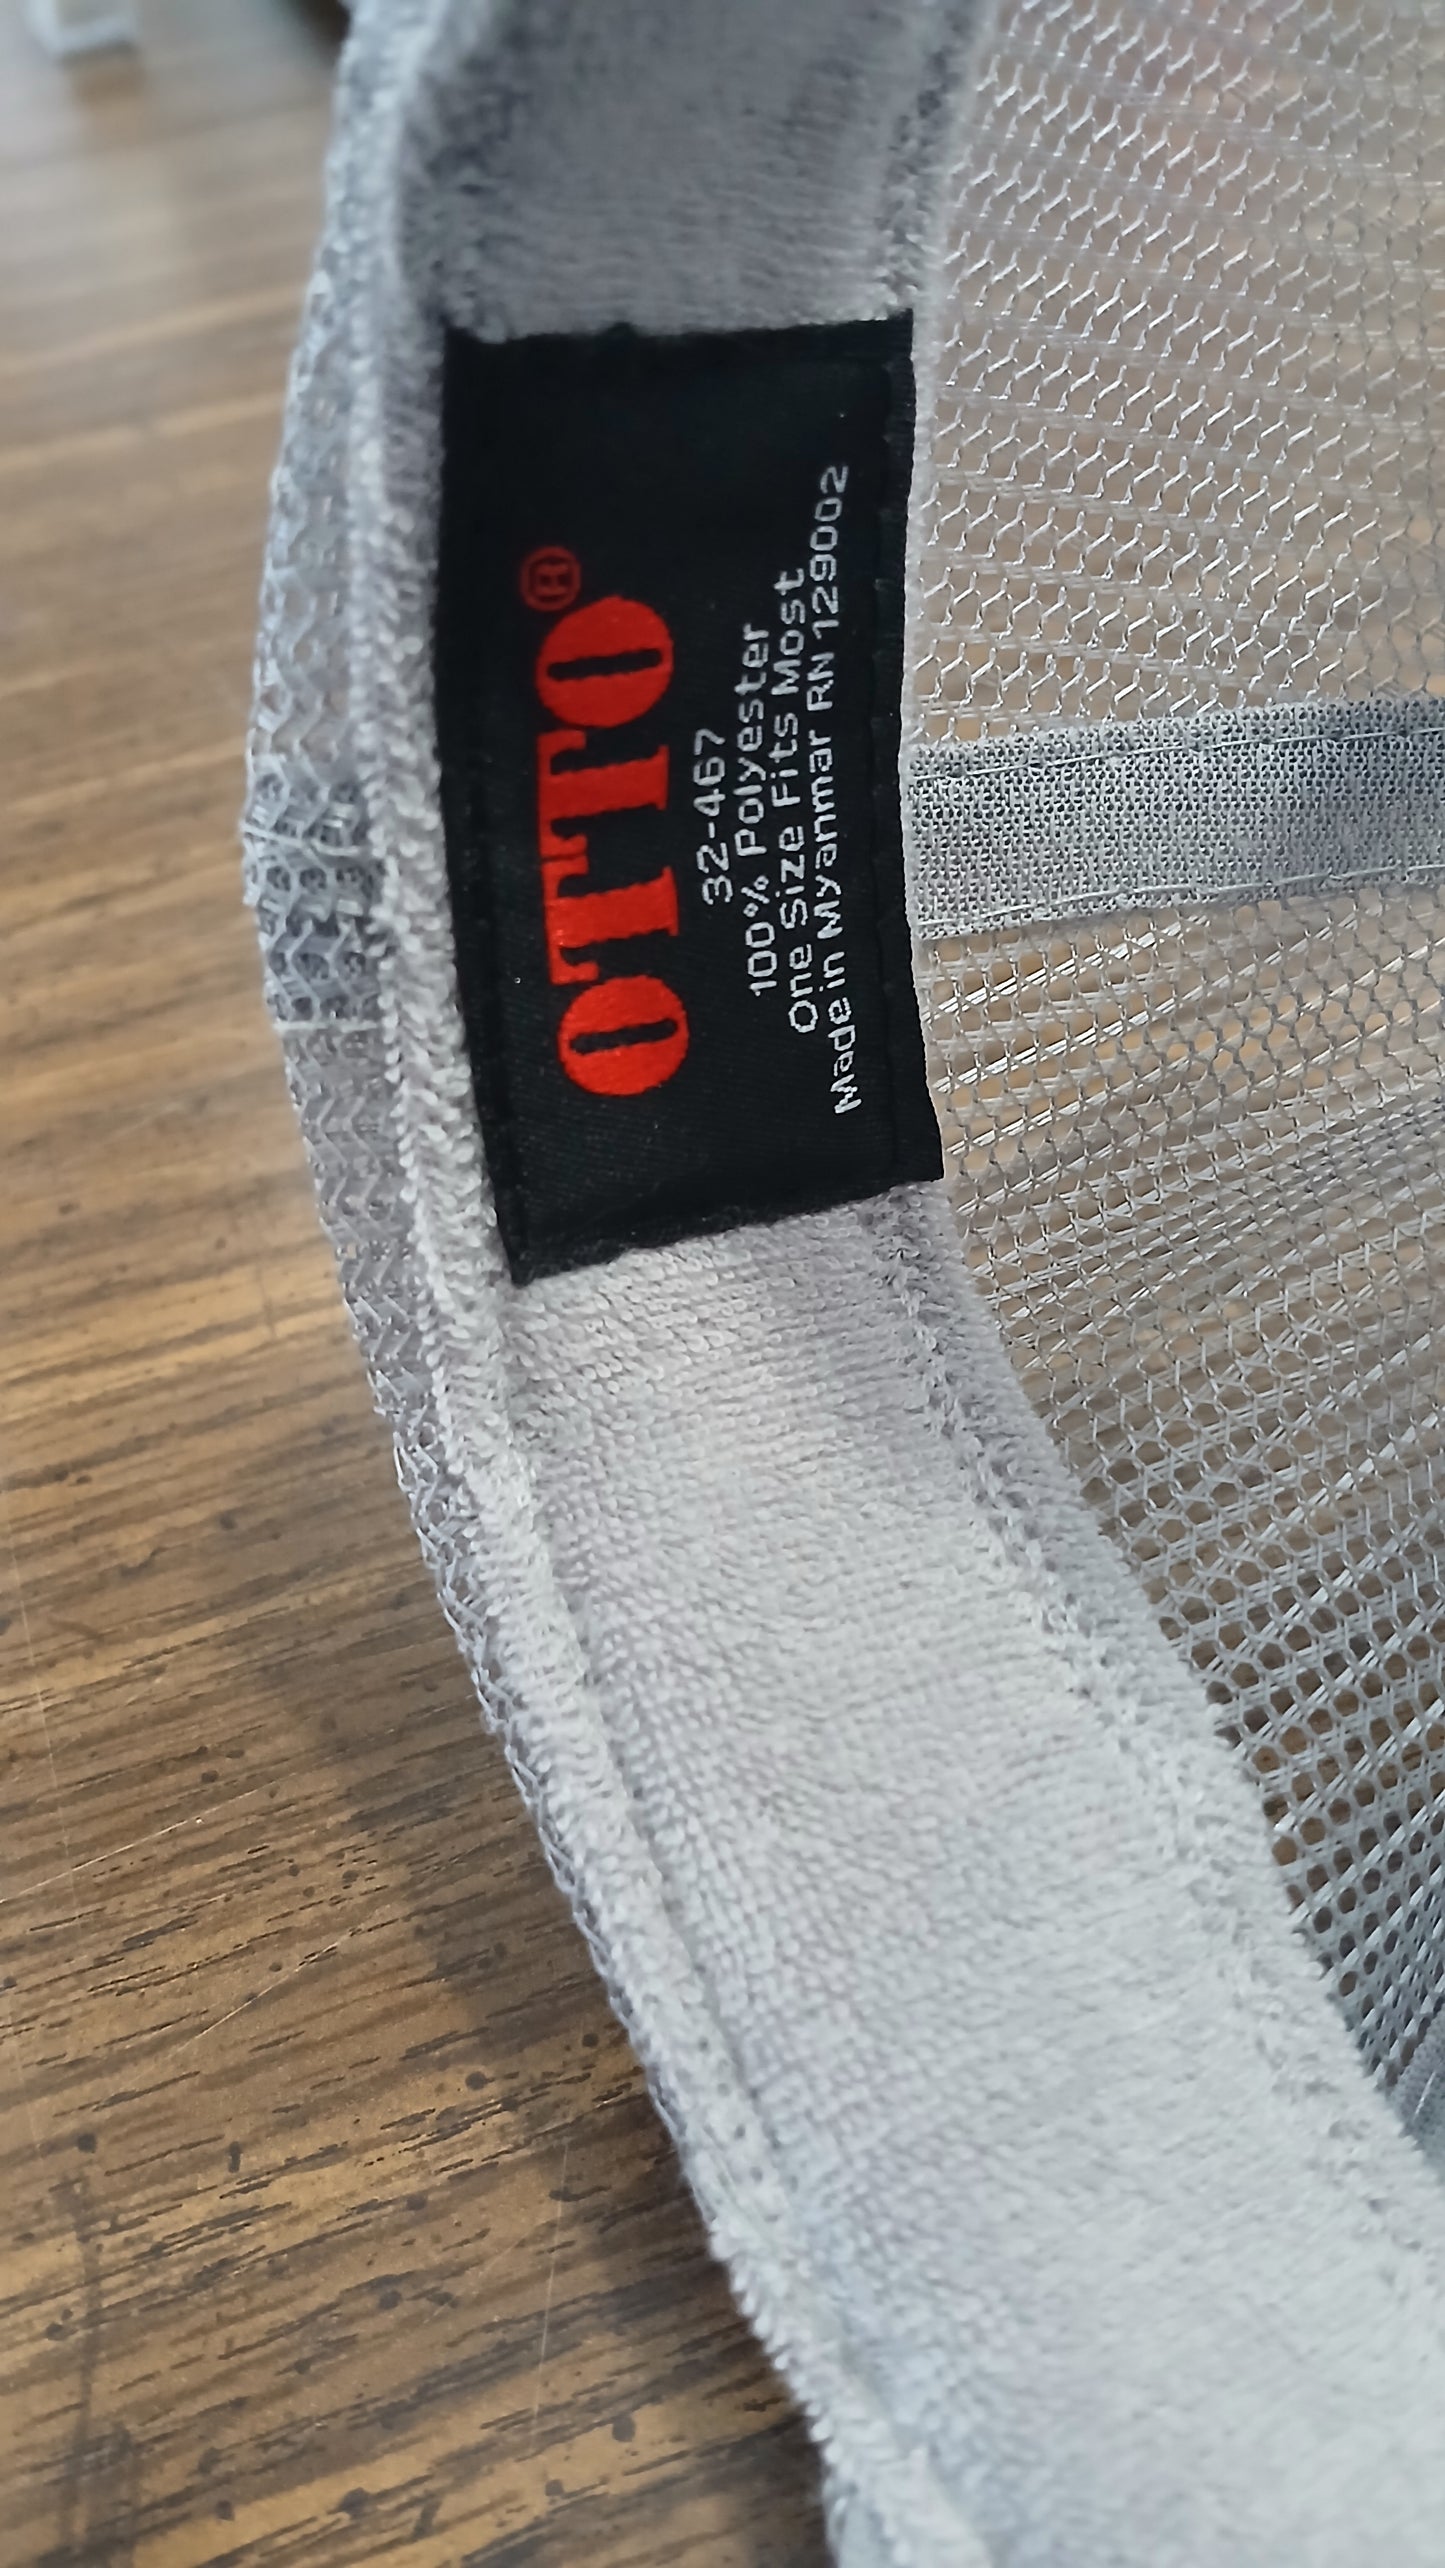 OTTO®
32-467
100% Polyester
One Size Fits Most
Made in Myanmar RN 129002